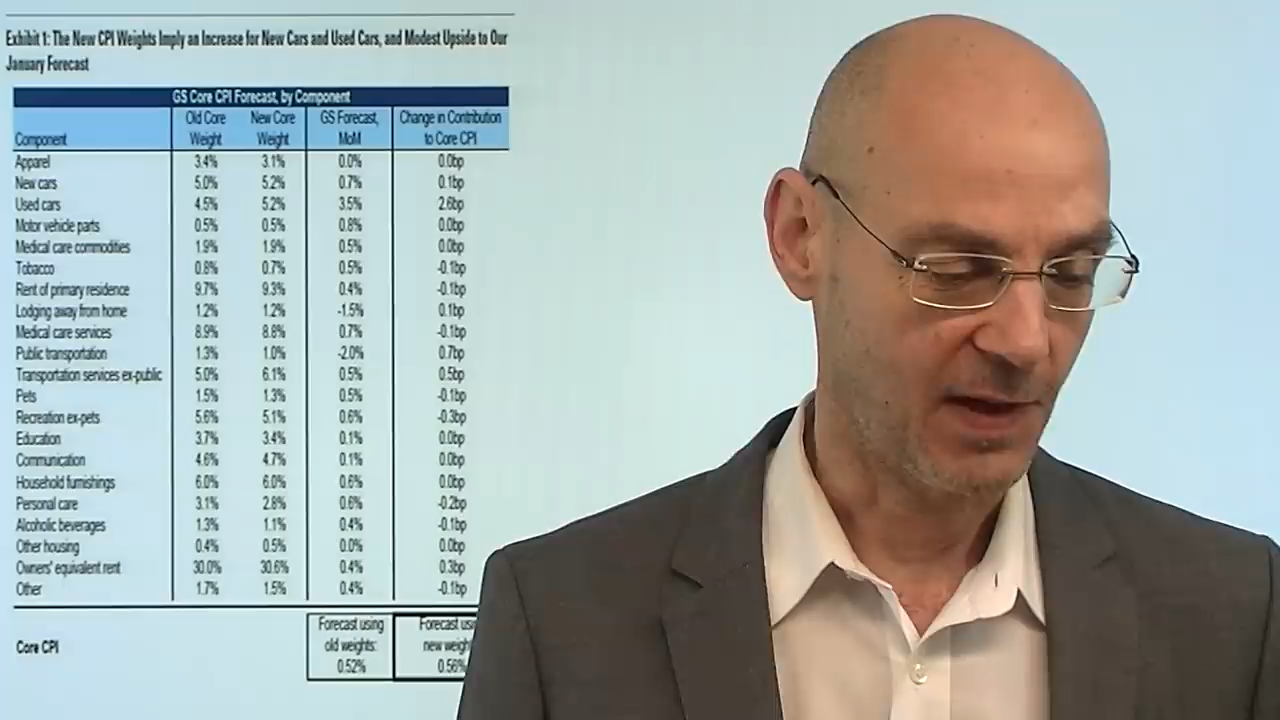 Exhibit 1: The New CPI Weights Imply an Increase for New Cars and Used Cars, and Modest Upside to Our
January Forecast
GS Core CPI Forecast, by Component
Component Old Core Weight New Core Weight GS Forecast, MoM Change in Contribution to Core CPI
Apparel 3.4% 3.1% 0.0% 0.0bp
New cars 5.0% 5.2% 0.7% 0.1bp
Used cars 4.5% 5.2% 3.5% 2.6bp
Motor vehicle parts 0.5% 0.5% 0.8% 0.0bp
Medical care commodities 1.9% 1.9% 0.5% 0.0bp
Tobacco 0.8% 0.7% 0.5% -0.1bp
Rent of primary residence 9.7% 9.3% 0.4% -0.1bp
Lodging away from home 1.2% 1.2% -1.5% 0.1bp
Medical care services 8.9% 8.8% 0.7% -0.1bp
Public transportation 1.3% 1.0% -2.0% 0.7bp
Transportation services ex-public 5.0% 6.1% 0.5% 0.5bp
Pets 1.5% 1.3% 0.5% -0.1bp
Recreation ex-pets 5.6% 5.1% 0.6% -0.3bp
Education 3.7% 3.4% 0.1% 0.0bp
Communication 4.6% 4.7% 0.1% 0.0bp
Household furnishings 6.0% 6.0% 0.6% 0.0bp
Personal care 3.1% 2.8% 0.6% -0.2bp
Alcoholic beverages 1.3% 1.1% 0.4% -0.1bp
Other housing 0.4% 0.5% 0.0% 0.0bp
Owners' equivalent rent 30.0% 30.6% 0.4% 0.3bp
Other 1.7% 1.5% 0.4% -0.1bp
Core CPI
Forecast using
old weights:
0.52%
Forecast
new
0.56%